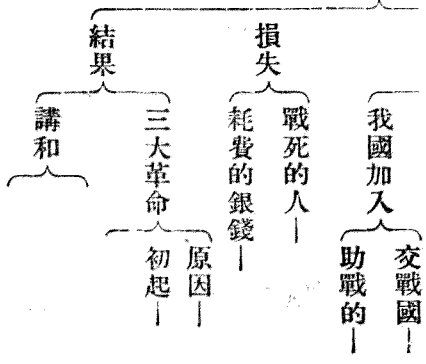 我國加入
交戰國
助戰的
損失
戰死的人
耗費的銀錢
結果
三大革命
原因
初起
講和